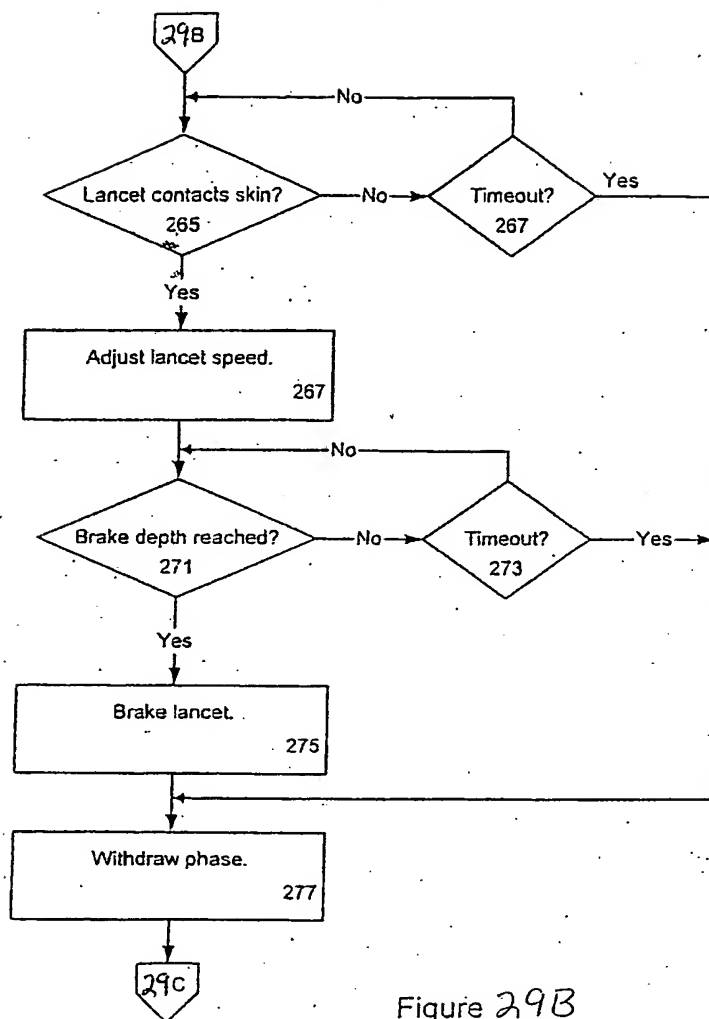 29B
No
Lancet contacts skin?
265
No
Timeout?
267
Yes
Yes
Adjust lancet speed.
267
No
Brake depth reached?
271
No
Timeout?
273
Yes
Yes
Brake lancet.
275
Withdraw phase.
277
29C
Figure 29B